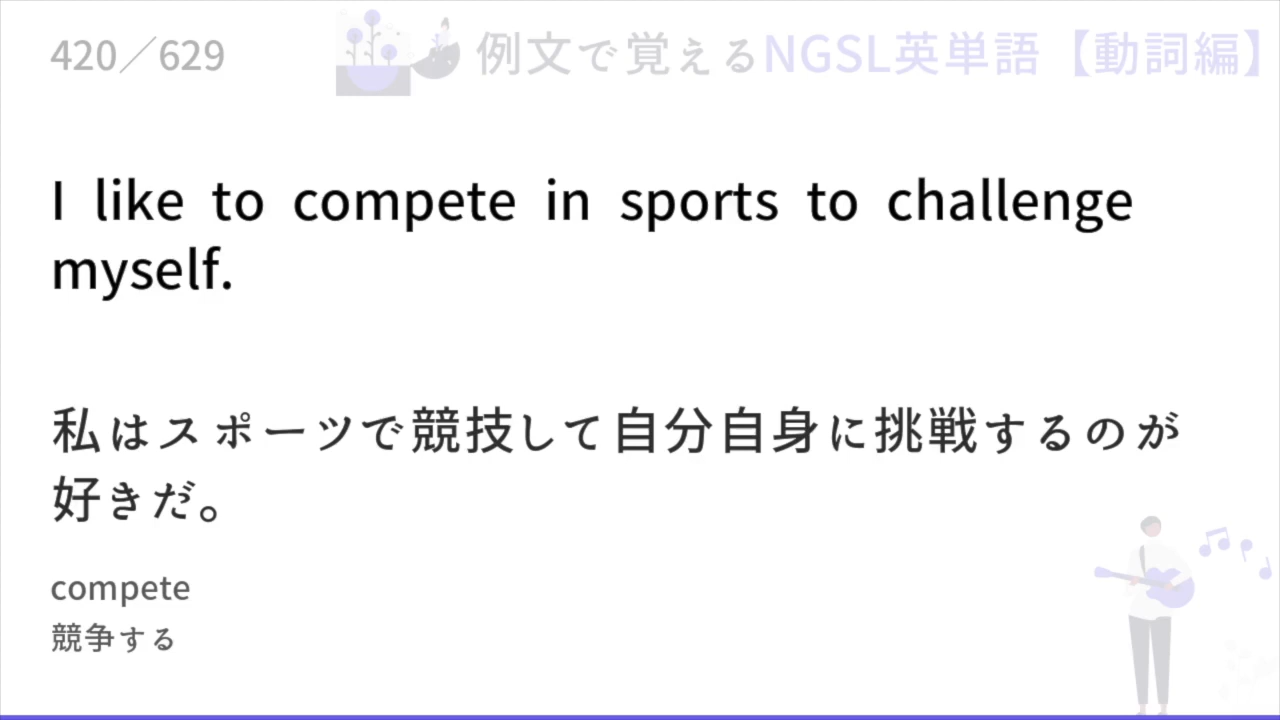 420／629
例文で覚えるNGSL英単語【動詞編】
I like to compete in sports to challenge
myself.
私はスポーツで競技して自分自身に挑戦するのが
好きだ。
compete
競争する